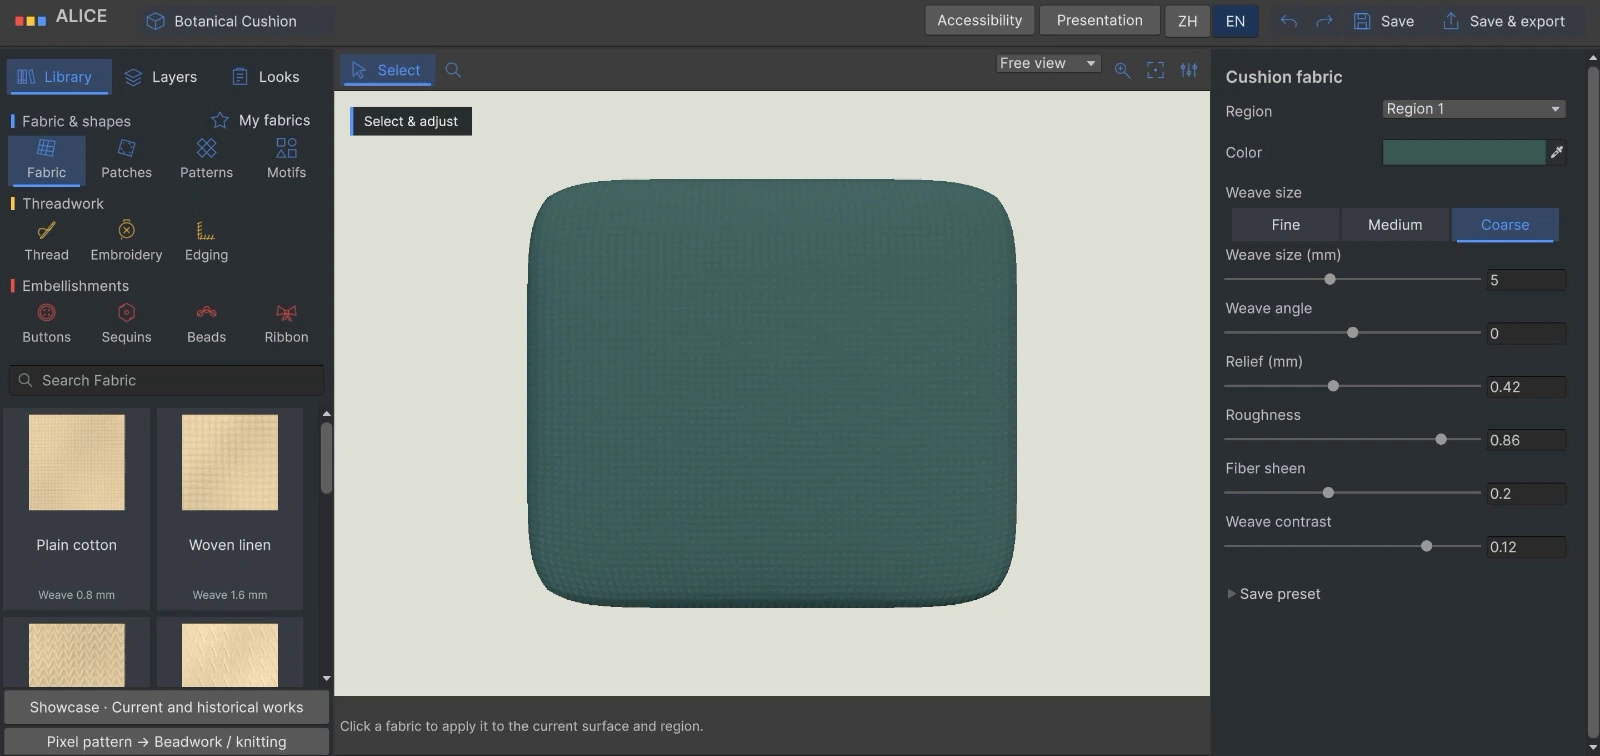 ALICE
Botanical Cushion
Accessibility
Presentation
ZH
EN
Save
Save & export
Library
Layers
Looks
Fabric & shapes
My fabrics
Fabric
Patches
Patterns
Motifs
Threadwork
Thread
Embroidery
Edging
Embellishments
Buttons
Sequins
Beads
Ribbon
Search Fabric
Plain cotton
Weave 0.8 mm
Woven linen
Weave 1.6 mm
Showcase · Current and historical works
Pixel pattern → Beadwork / knitting
Select
Free view
Select & adjust
Click a fabric to apply it to the current surface and region.
Cushion fabric
Region
Region 1
Color
Weave size
Fine
Medium
Coarse
Weave size (mm)
5
Weave angle
0
Relief (mm)
0.42
Roughness
0.86
Fiber sheen
0.2
Weave contrast
0.12
Save preset